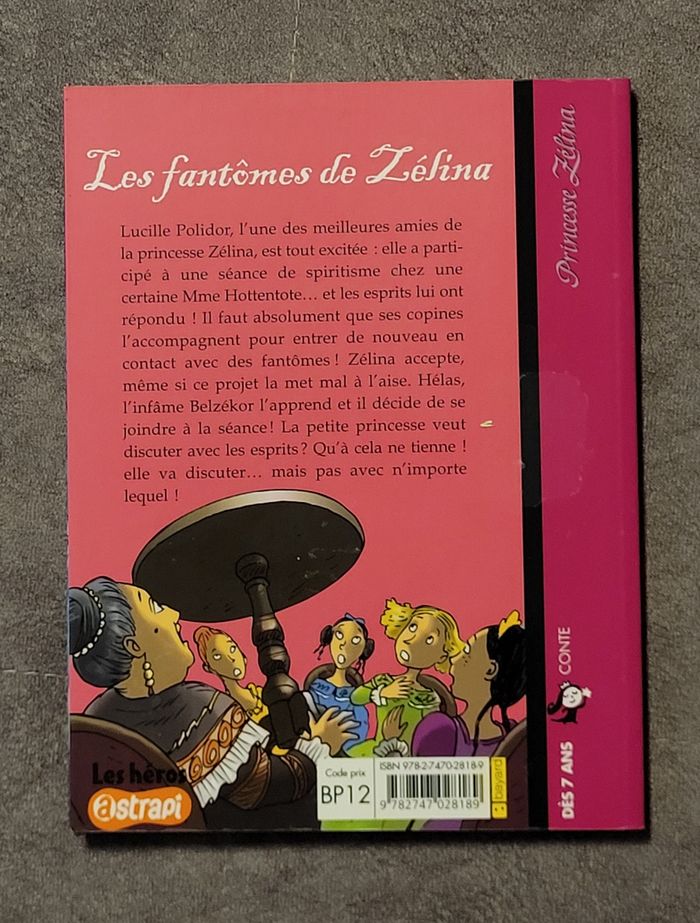 Les fantômes de Zélina
Lucille Polidor, l'une des meilleures amies de
la princesse Zélina, est tout excitée : elle a parti-
cipé à une séance de spiritisme chez une
certaine Mme Hottentote... et les esprits lui ont
répondu ! Il faut absolument que ses copines
l'accompagnent pour entrer de nouveau en
contact avec des fantômes ! Zélina accepte,
même si ce projet la met mal à l'aise. Hélas,
l'infâme Belzékor l'apprend et il décide de se
joindre à la séance ! La petite princesse veut
discuter avec les esprits ? Qu'à cela ne tienne !
elle va discuter... mais pas avec n'importe
lequel !
Les héros
astrapi
Code prix
BP12
ISBN 978-2-7470-2818-9
9 782747 028189
bayard
Princesse Zélina
CONTE
DÈS 7 ANS